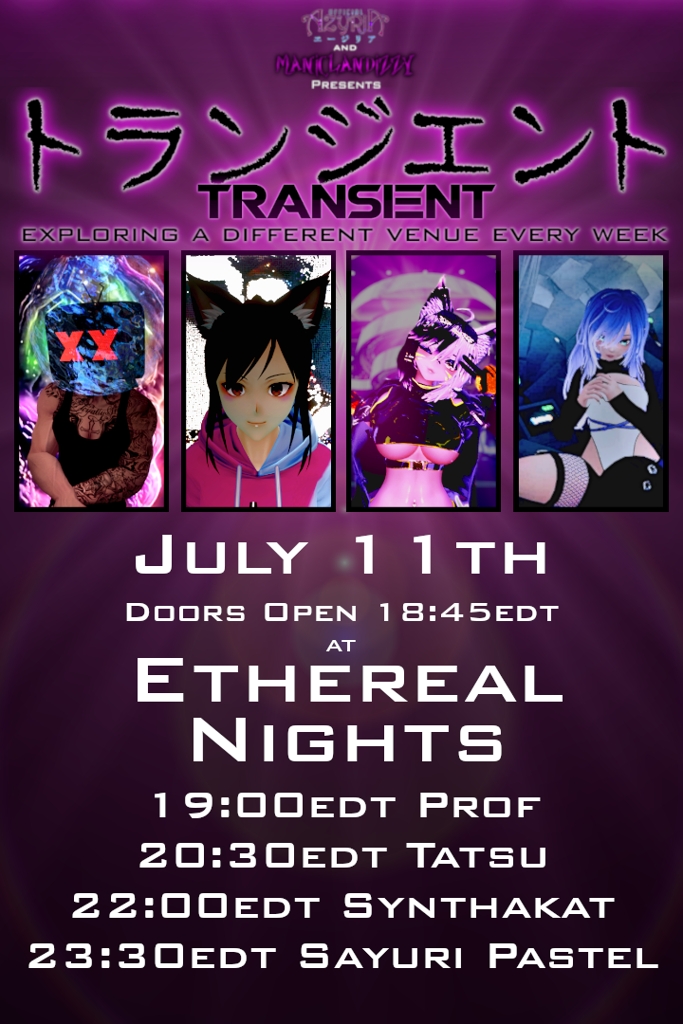 OFFICIAL
AZYRIA
エージリア
AND
MANICLANDIZZY
PRESENTS
トランジエント
TRANSIENT
EXPLORING A DIFFERENT VENUE EVERY WEEK
XX
JULY 11TH
DOORS OPEN 18:45EDT
AT
ETHEREAL
NIGHTS
19:00EDT PROF
20:30EDT TATSU
22:00EDT SYNTHAKAT
23:30EDT SAYURI PASTEL